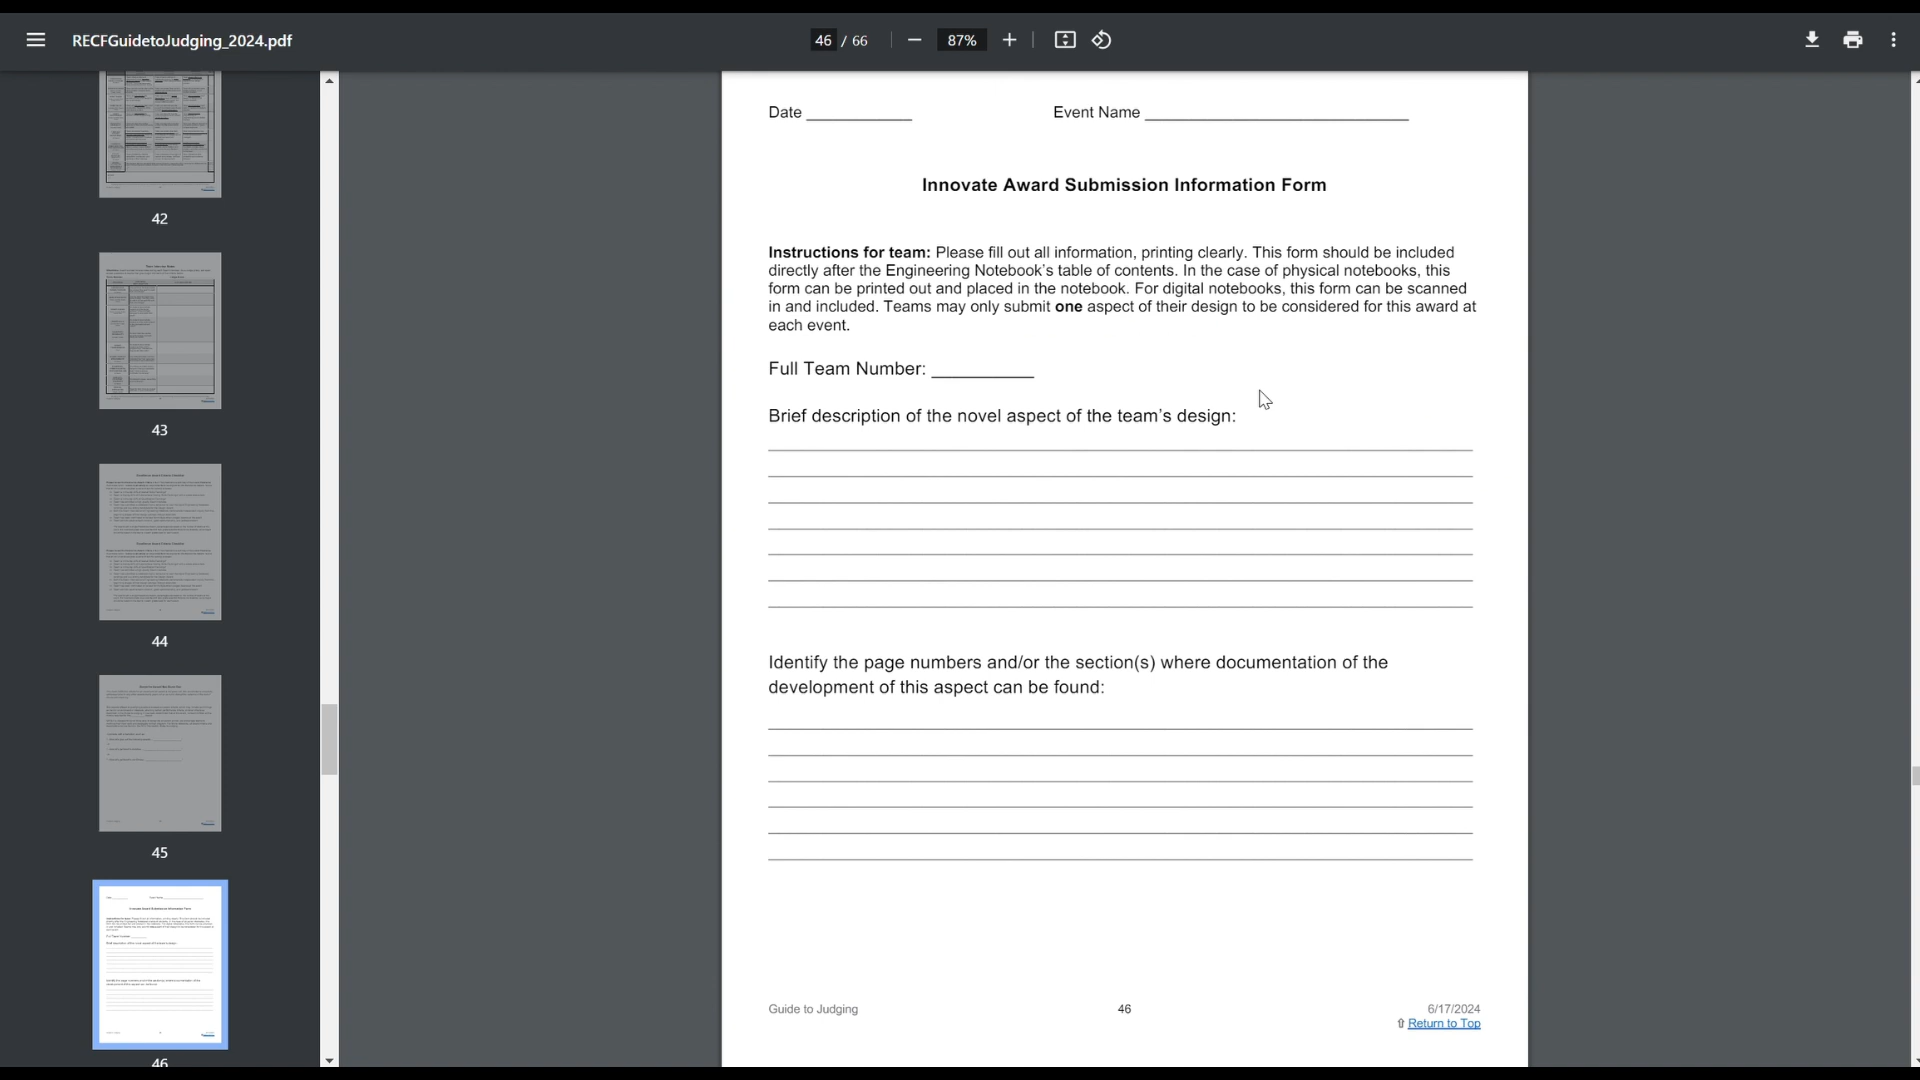 RECFGuidetoJudging_2024.pdf
46 / 66
87%
42
43
44
45
46
Date ____________ Event Name ______________________________
Innovate Award Submission Information Form
Instructions for team: Please fill out all information, printing clearly. This form should be included
directly after the Engineering Notebook's table of contents. In the case of physical notebooks, this
form can be printed out and placed in the notebook. For digital notebooks, this form can be scanned
in and included. Teams may only submit one aspect of their design to be considered for this award at
each event.
Full Team Number: __________
Brief description of the novel aspect of the team's design:
Identify the page numbers and/or the section(s) where documentation of the
development of this aspect can be found:
Guide to Judging 46 6/17/2024
⇧ Return to Top